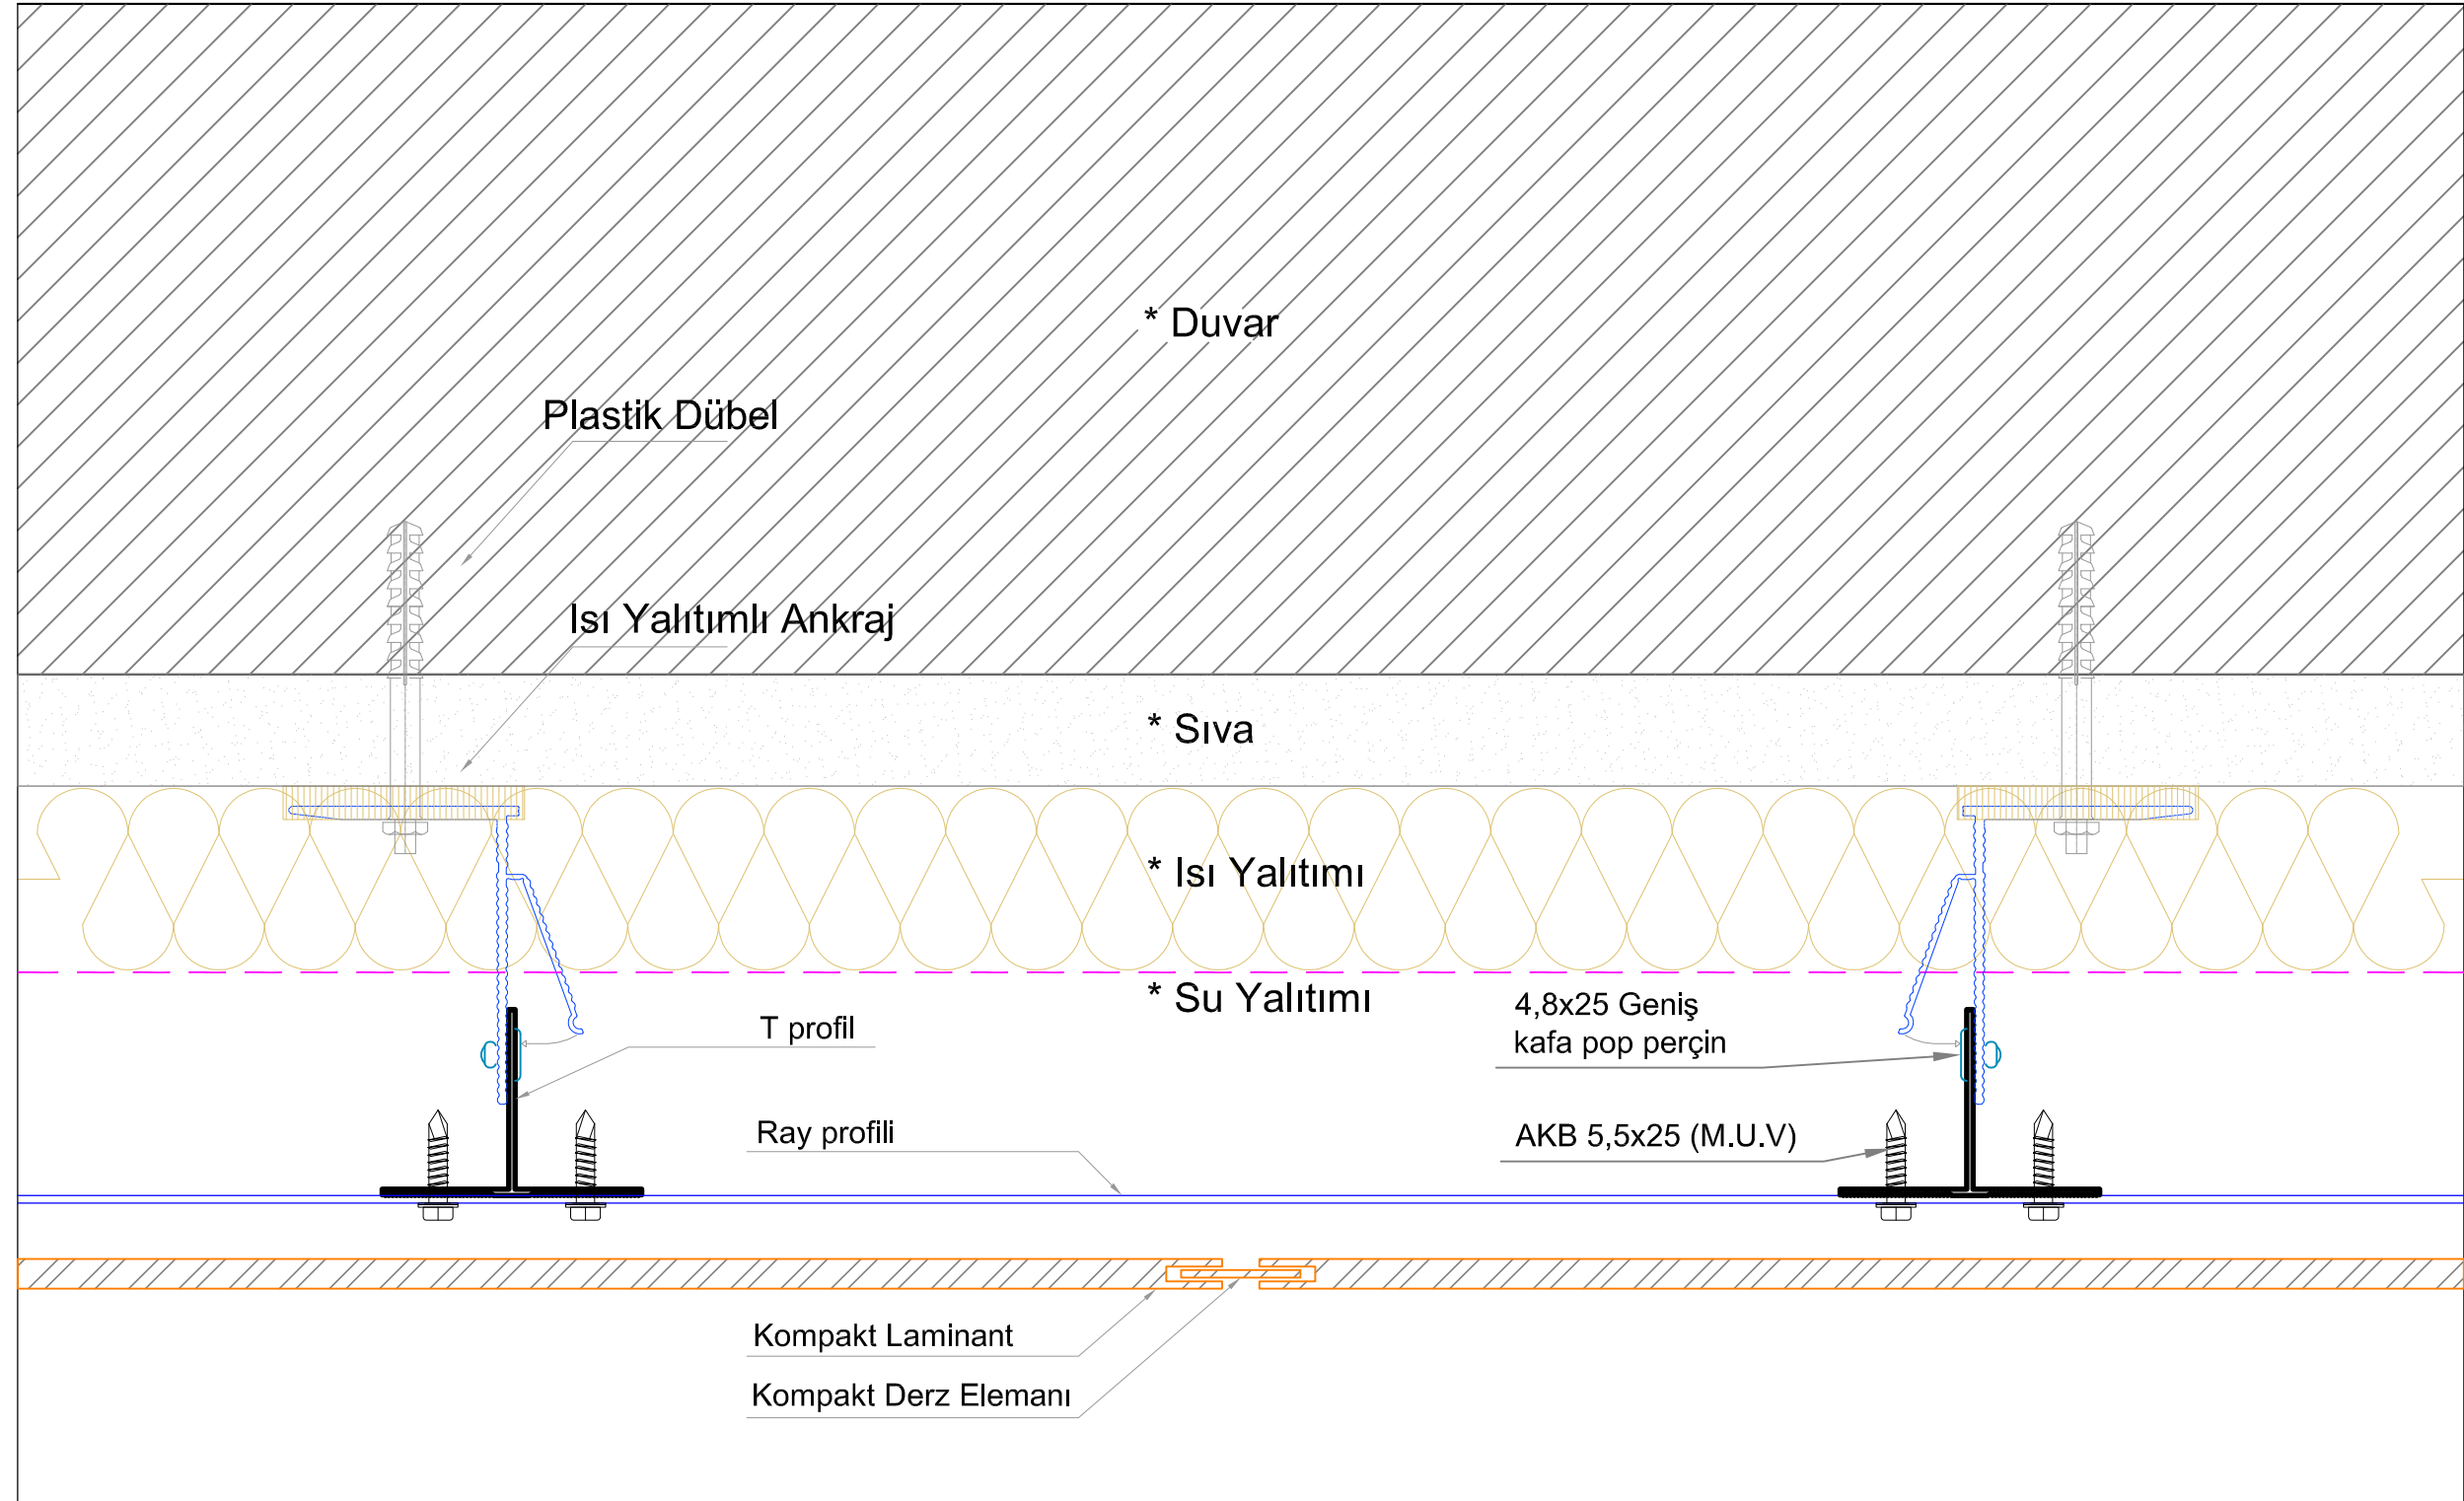 * Duvar
Plastik Dübel
Isı Yalıtımlı Ankraj
* Sıva
* Isı Yalıtımı
* Su Yalıtımı
4,8x25 Geniş
kafa pop perçin
T profil
Ray profili
AKB 5,5x25 (M.U.V)
Kompakt Laminant
Kompakt Derz Elemanı